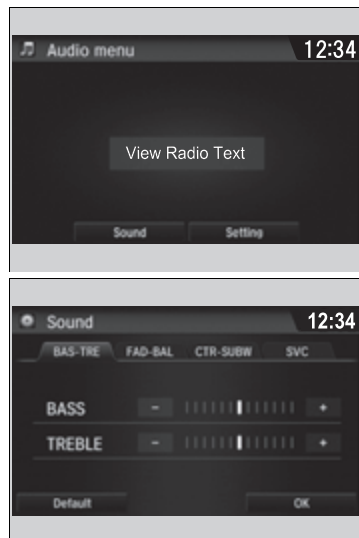 Audio menu 12:34
View Radio Text
Sound Setting
Sound 12:34
BAS-TRE FAD-BAL CTR-SUBW SVC
BASS - +
TREBLE - +
Default OK